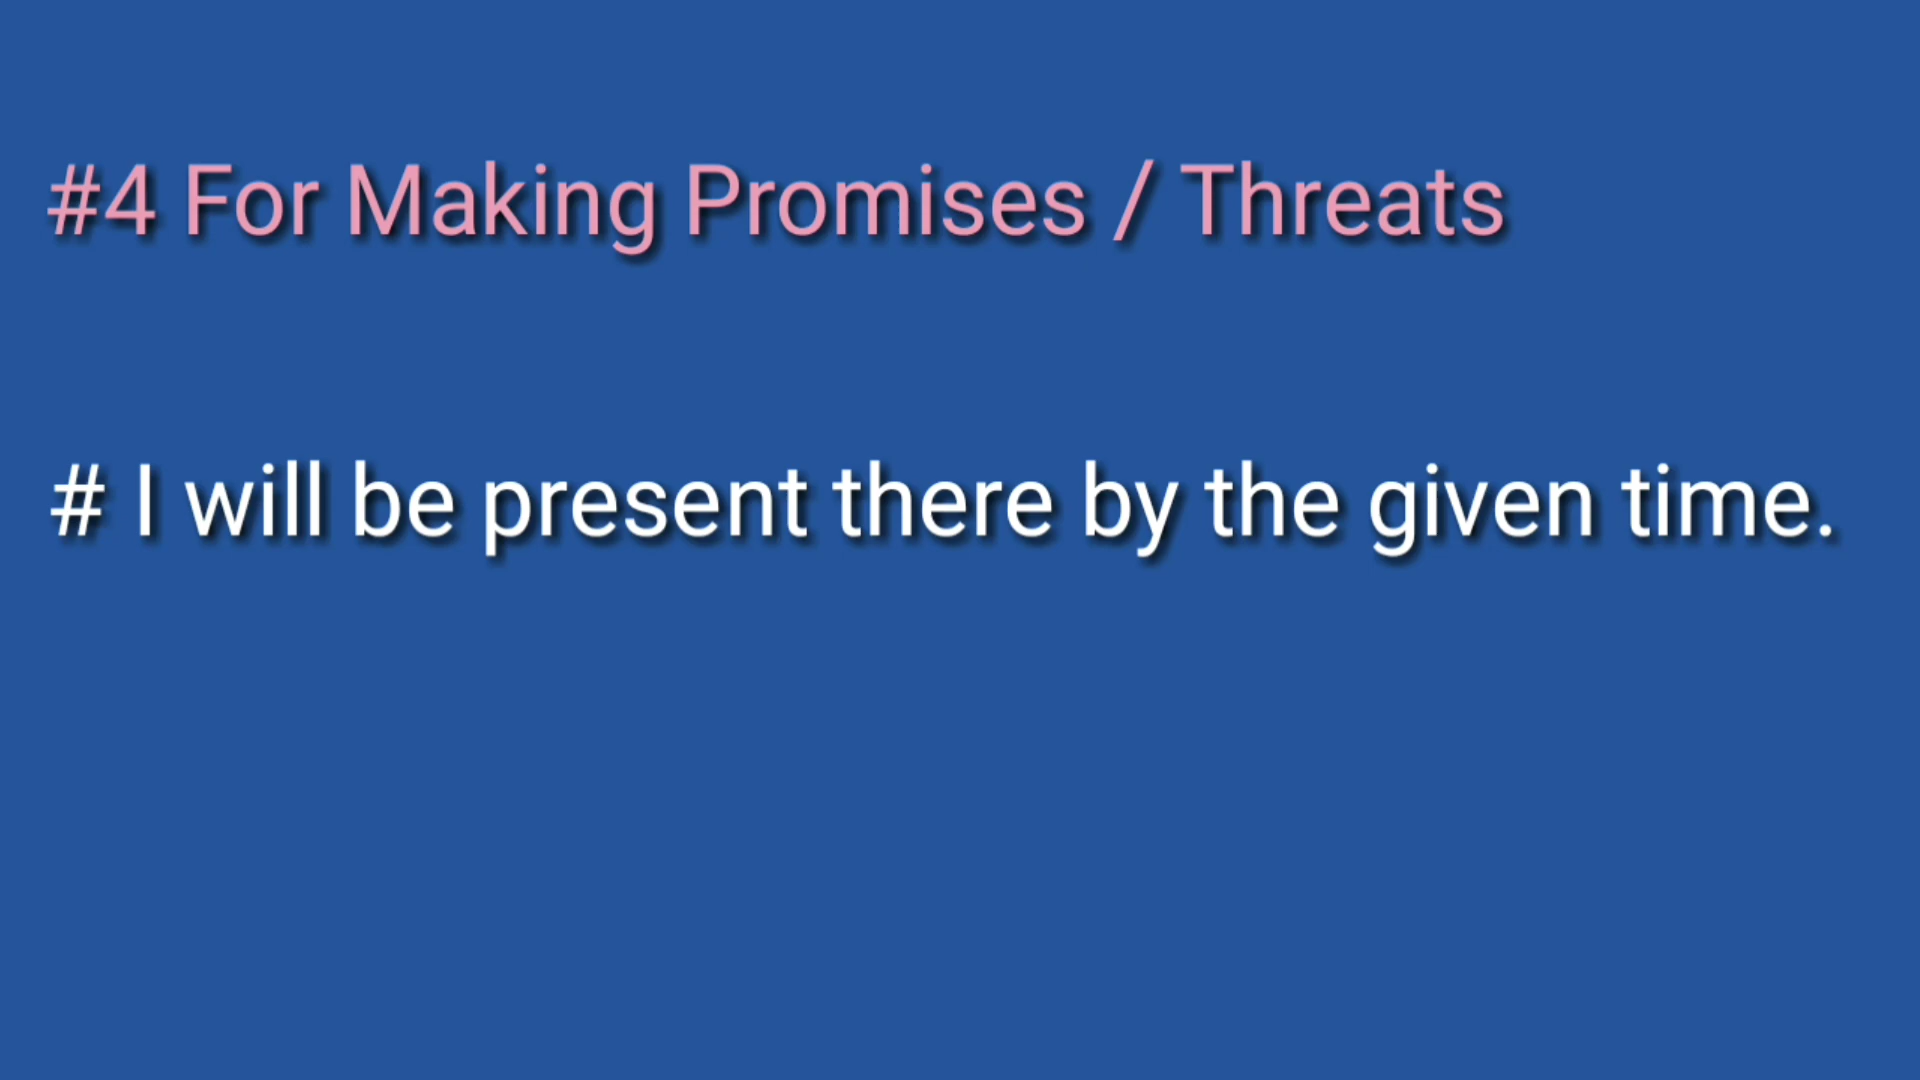 #4 For Making Promises / Threats
# I will be present there by the given time.